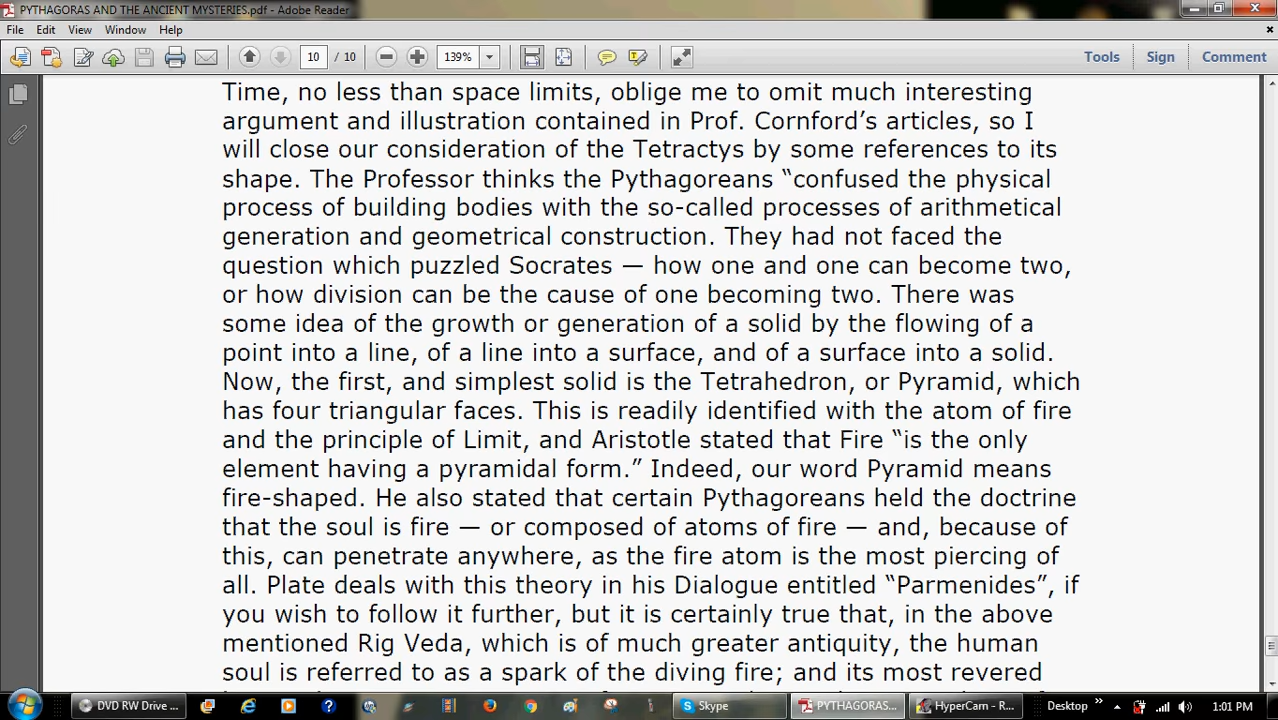 PYTHAGORAS AND THE ANCIENT MYSTERIES.pdf - Adobe Reader
File Edit View Window Help
10 / 10 139% Tools Sign Comment
Time, no less than space limits, oblige me to omit much interesting
argument and illustration contained in Prof. Cornford’s articles, so I
will close our consideration of the Tetractys by some references to its
shape. The Professor thinks the Pythagoreans “confused the physical
process of building bodies with the so-called processes of arithmetical
generation and geometrical construction. They had not faced the
question which puzzled Socrates — how one and one can become two,
or how division can be the cause of one becoming two. There was
some idea of the growth or generation of a solid by the flowing of a
point into a line, of a line into a surface, and of a surface into a solid.
Now, the first, and simplest solid is the Tetrahedron, or Pyramid, which
has four triangular faces. This is readily identified with the atom of fire
and the principle of Limit, and Aristotle stated that Fire “is the only
element having a pyramidal form.” Indeed, our word Pyramid means
fire-shaped. He also stated that certain Pythagoreans held the doctrine
that the soul is fire — or composed of atoms of fire — and, because of
this, can penetrate anywhere, as the fire atom is the most piercing of
all. Plate deals with this theory in his Dialogue entitled “Parmenides”, if
you wish to follow it further, but it is certainly true that, in the above
mentioned Rig Veda, which is of much greater antiquity, the human
soul is referred to as a spark of the diving fire; and its most revered
DVD RW Drive ... Skype PYTHAGORAS... HyperCam - R... Desktop 1:01 PM